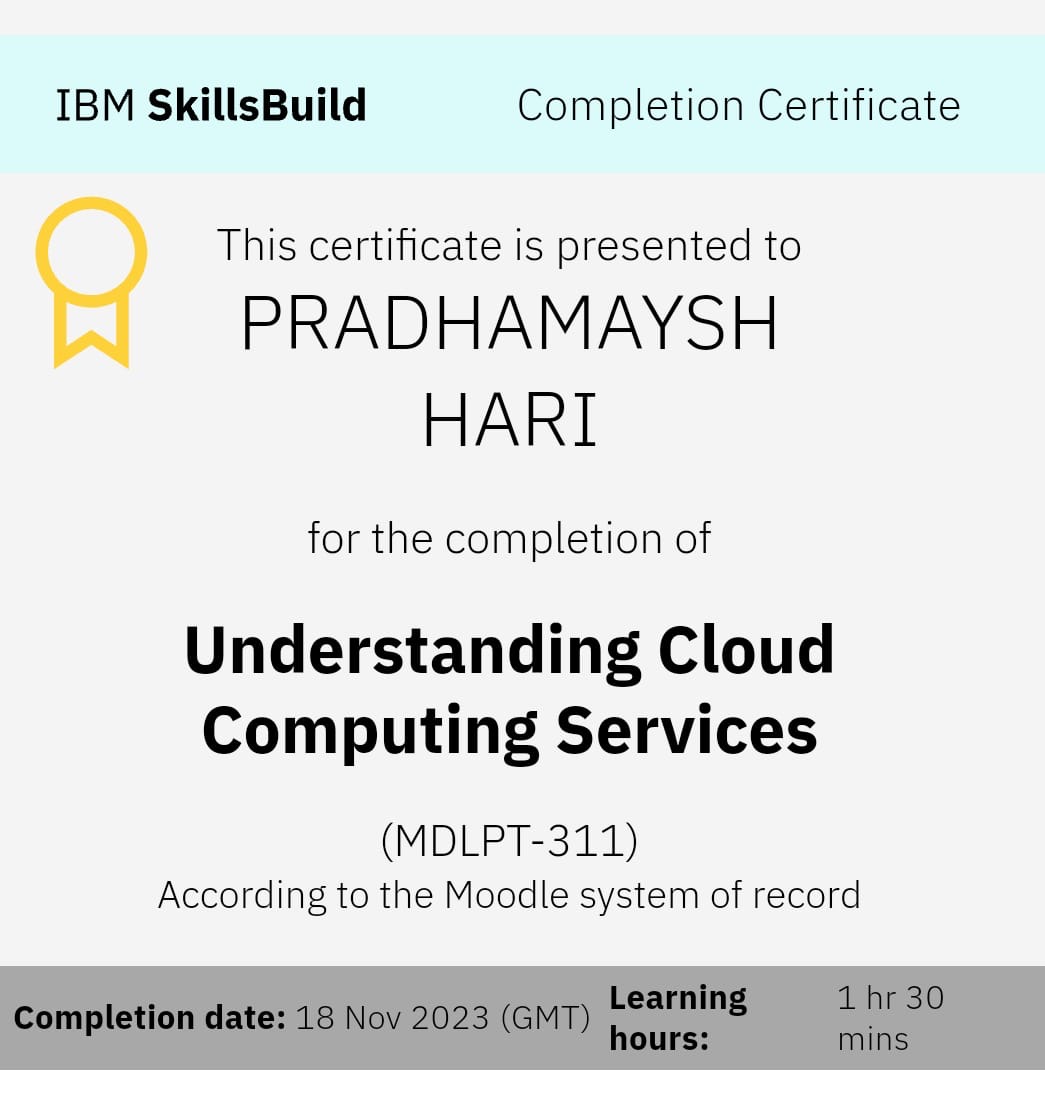 IBM SkillsBuild
Completion Certificate
This certificate is presented to
PRADHAMAYSH
HARI
for the completion of
Understanding Cloud
Computing Services
(MDLPT-311)
According to the Moodle system of record
Completion date: 18 Nov 2023 (GMT)
Learning
hours:
1 hr 30
mins